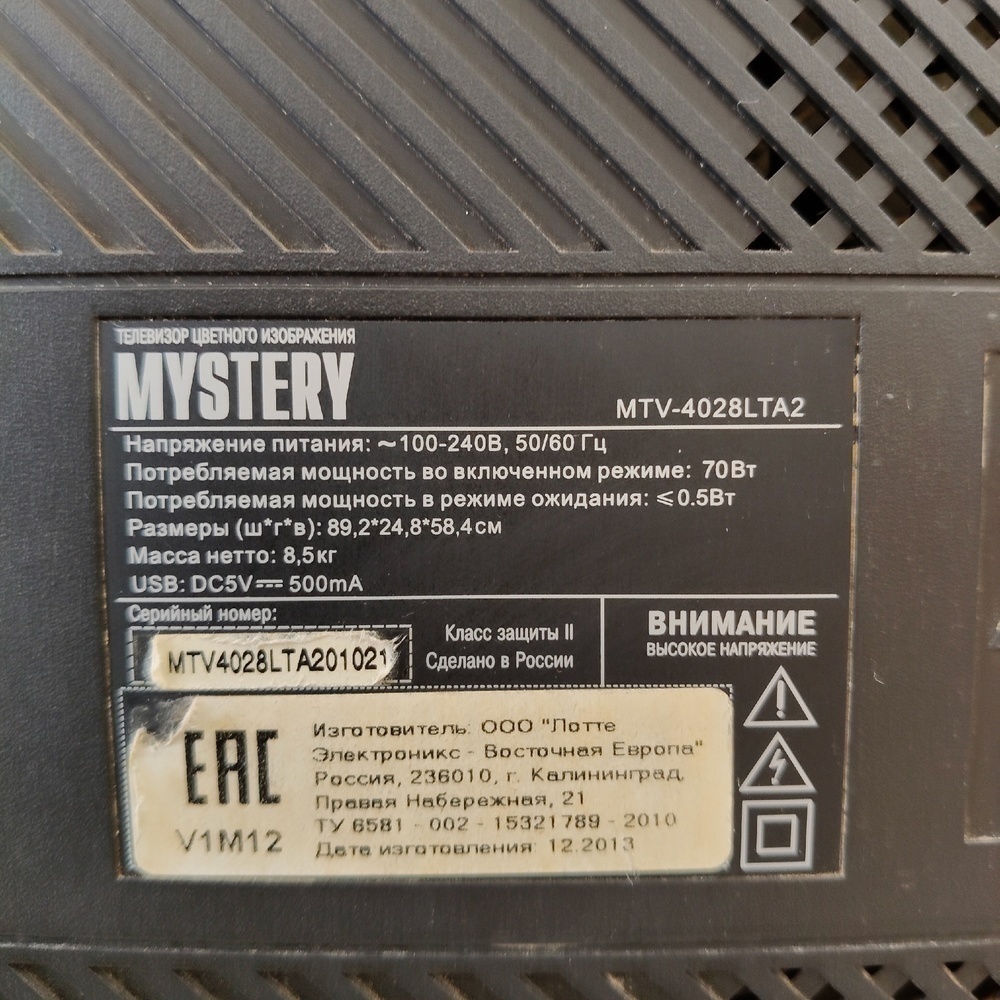 ТЕЛЕВИЗОР ЦВЕТНОГО ИЗОБРАЖЕНИЯ
MYSTERY
MTV-4028LTA2
Напряжение питания: ~100-240В, 50/60 Гц
Потребляемая мощность во включенном режиме: 70Вт
Потребляемая мощность в режиме ожидания: ⩽0.5Вт
Размеры (ш*г*в): 89,2*24,8*58,4см
Масса нетто: 8,5кг
USB: DC5V⎓ 500mA
Серийный номер:
MTV4028LTA201021
Класс защиты II
Сделано в России
ВНИМАНИЕ
ВЫСОКОЕ НАПРЯЖЕНИЕ
EAC
V1M12
Изготовитель: ООО "Лотте
Электроникс - Восточная Европа"
Россия, 236010, г. Калининград,
Правая Набережная, 21
ТУ 6581 - 002 - 15321789 - 2010
Дата изготовления: 12.2013